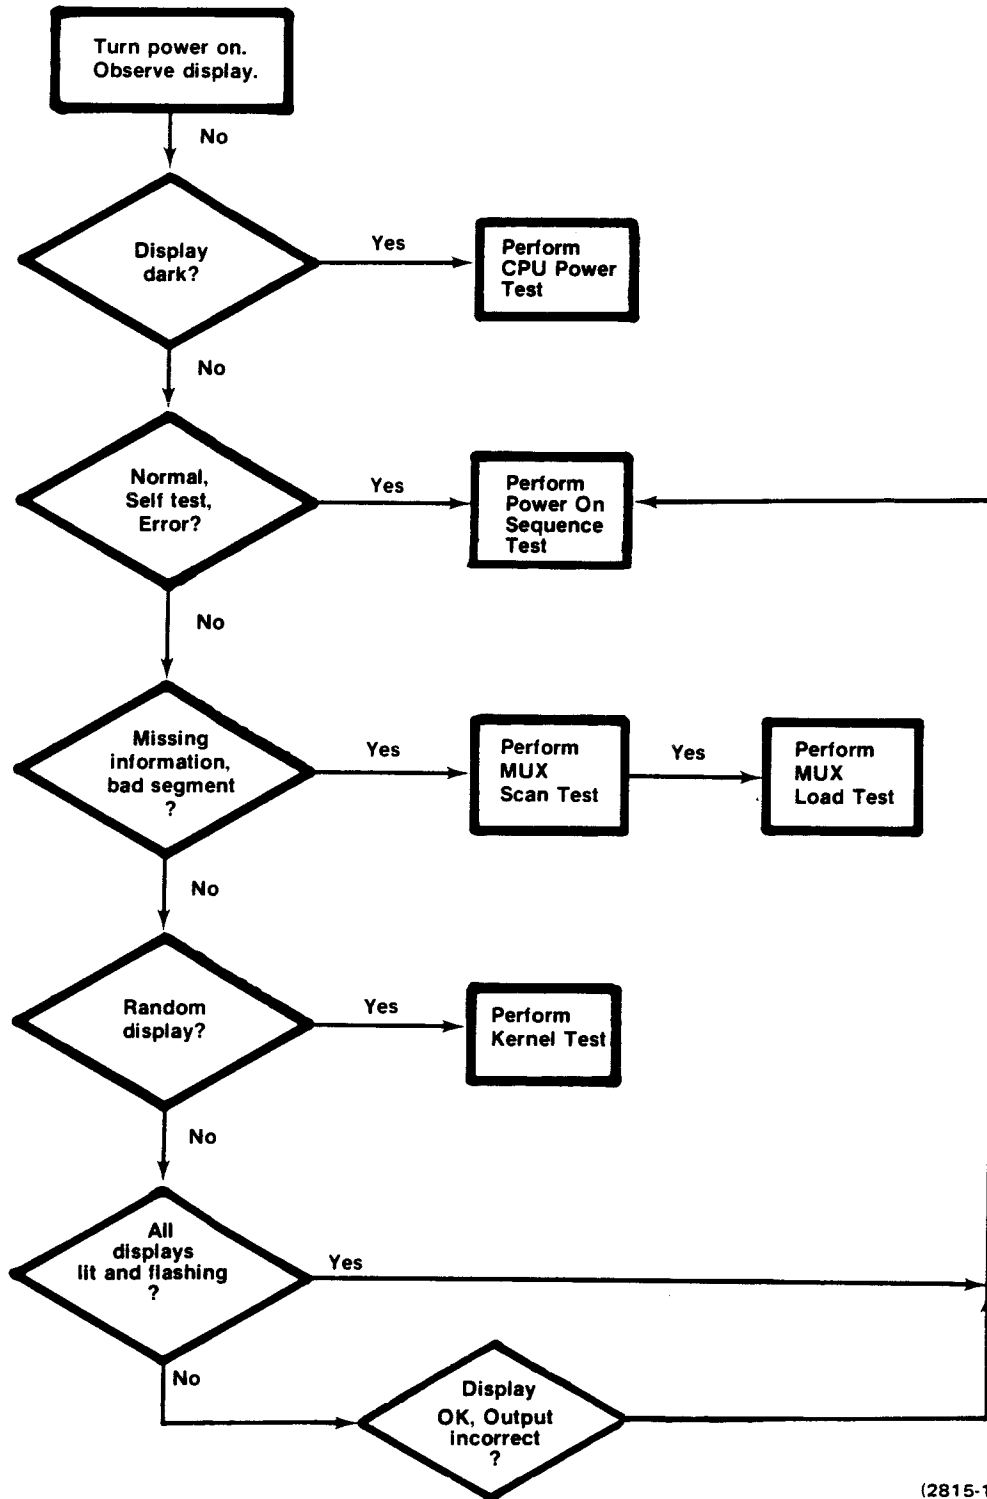 Turn power on.
Observe display.
No
Display
dark?
Yes
Perform
CPU Power
Test
No
Normal,
Self test,
Error?
Yes
Perform
Power On
Sequence
Test
No
Missing
information,
bad segment
?
Yes
Perform
MUX
Scan Test
Yes
Perform
MUX
Load Test
No
Random
display?
Yes
Perform
Kernel Test
No
All
displays
lit and flashing
?
Yes
No
Display
OK, Output
incorrect
?
(2815-1